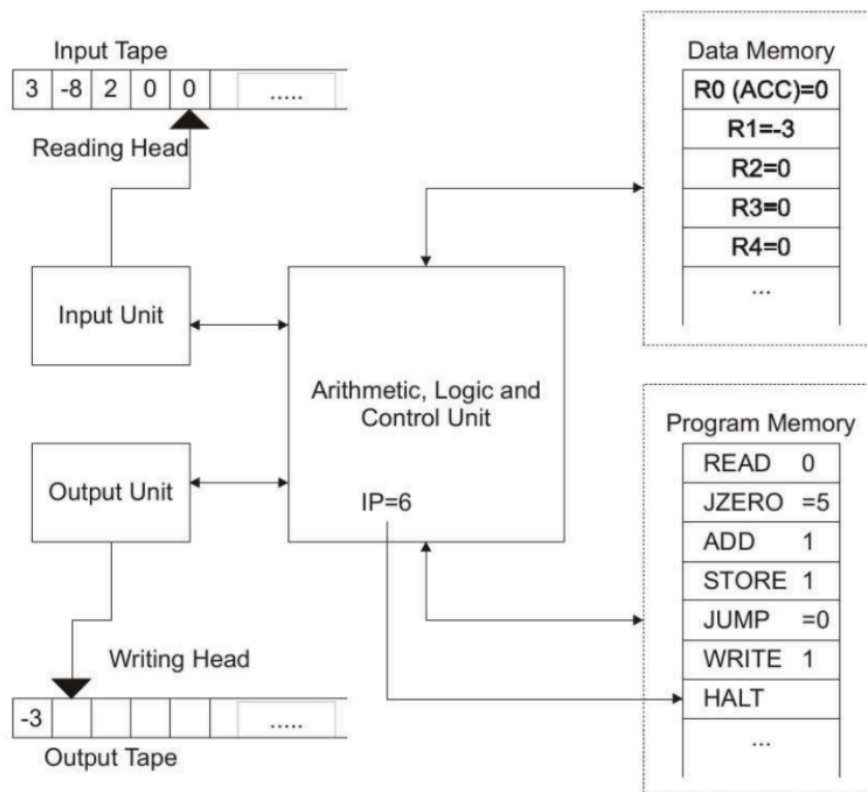 Input Tape
3 -8 2 0 0 .....
Reading Head
Input Unit
Output Unit
Writing Head
-3 .....
Output Tape
Arithmetic, Logic and
Control Unit
IP=6
Data Memory
R0 (ACC)=0
R1=-3
R2=0
R3=0
R4=0
...
Program Memory
READ 0
JZERO =5
ADD 1
STORE 1
JUMP =0
WRITE 1
HALT
...